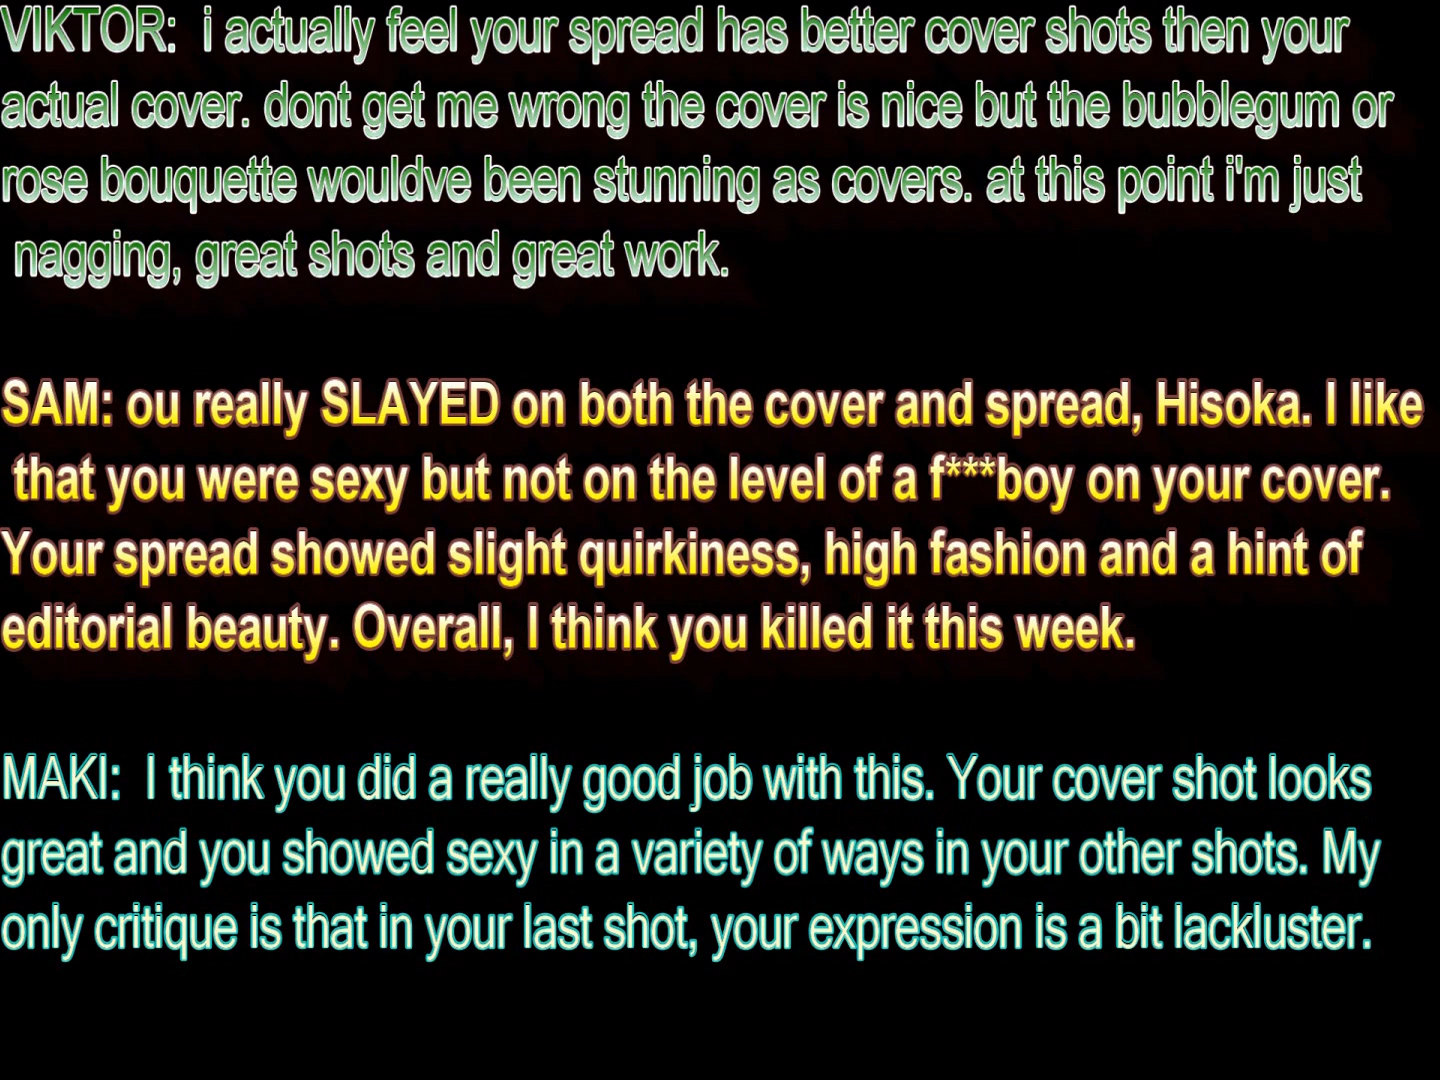 VIKTOR: i actually feel your spread has better cover shots then your
actual cover. dont get me wrong the cover is nice but the bubblegum or
rose bouquette wouldve been stunning as covers. at this point i'm just
nagging, great shots and great work.
SAM: ou really SLAYED on both the cover and spread, Hisoka. I like
that you were sexy but not on the level of a f***boy on your cover.
Your spread showed slight quirkiness, high fashion and a hint of
editorial beauty. Overall, I think you killed it this week.
MAKI: I think you did a really good job with this. Your cover shot looks
great and you showed sexy in a variety of ways in your other shots. My
only critique is that in your last shot, your expression is a bit lackluster.